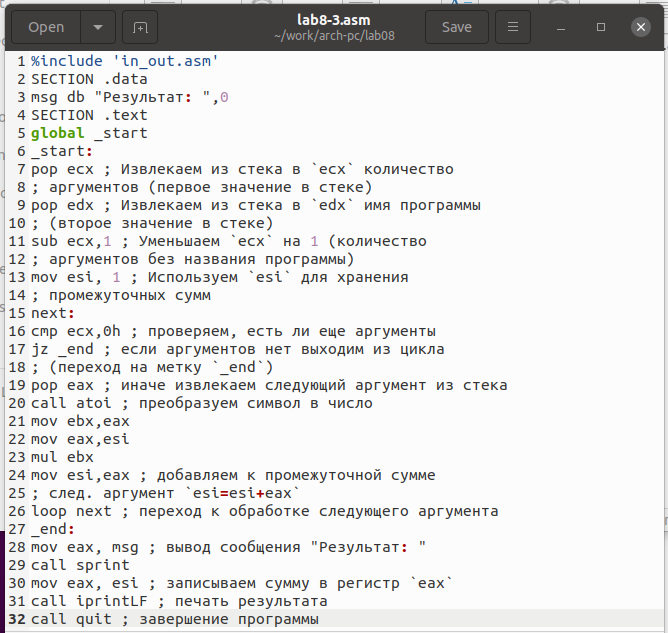 Open
lab8-3.asm
~/work/arch-pc/lab08
Save
1 %include 'in_out.asm'
2 SECTION .data
3 msg db "Результат: ",0
4 SECTION .text
5 global _start
6 _start:
7 pop ecx ; Извлекаем из стека в `ecx` количество
8 ; аргументов (первое значение в стеке)
9 pop edx ; Извлекаем из стека в `edx` имя программы
10 ; (второе значение в стеке)
11 sub ecx,1 ; Уменьшаем `ecx` на 1 (количество
12 ; аргументов без названия программы)
13 mov esi, 1 ; Используем `esi` для хранения
14 ; промежуточных сумм
15 next:
16 cmp ecx,0h ; проверяем, есть ли еще аргументы
17 jz _end ; если аргументов нет выходим из цикла
18 ; (переход на метку `_end`)
19 pop eax ; иначе извлекаем следующий аргумент из стека
20 call atoi ; преобразуем символ в число
21 mov ebx,eax
22 mov eax,esi
23 mul ebx
24 mov esi,eax ; добавляем к промежуточной сумме
25 ; след. аргумент `esi=esi+eax`
26 loop next ; переход к обработке следующего аргумента
27 _end:
28 mov eax, msg ; вывод сообщения "Результат: "
29 call sprint
30 mov eax, esi ; записываем сумму в регистр `eax`
31 call iprintLF ; печать результата
32 call quit ; завершение программы